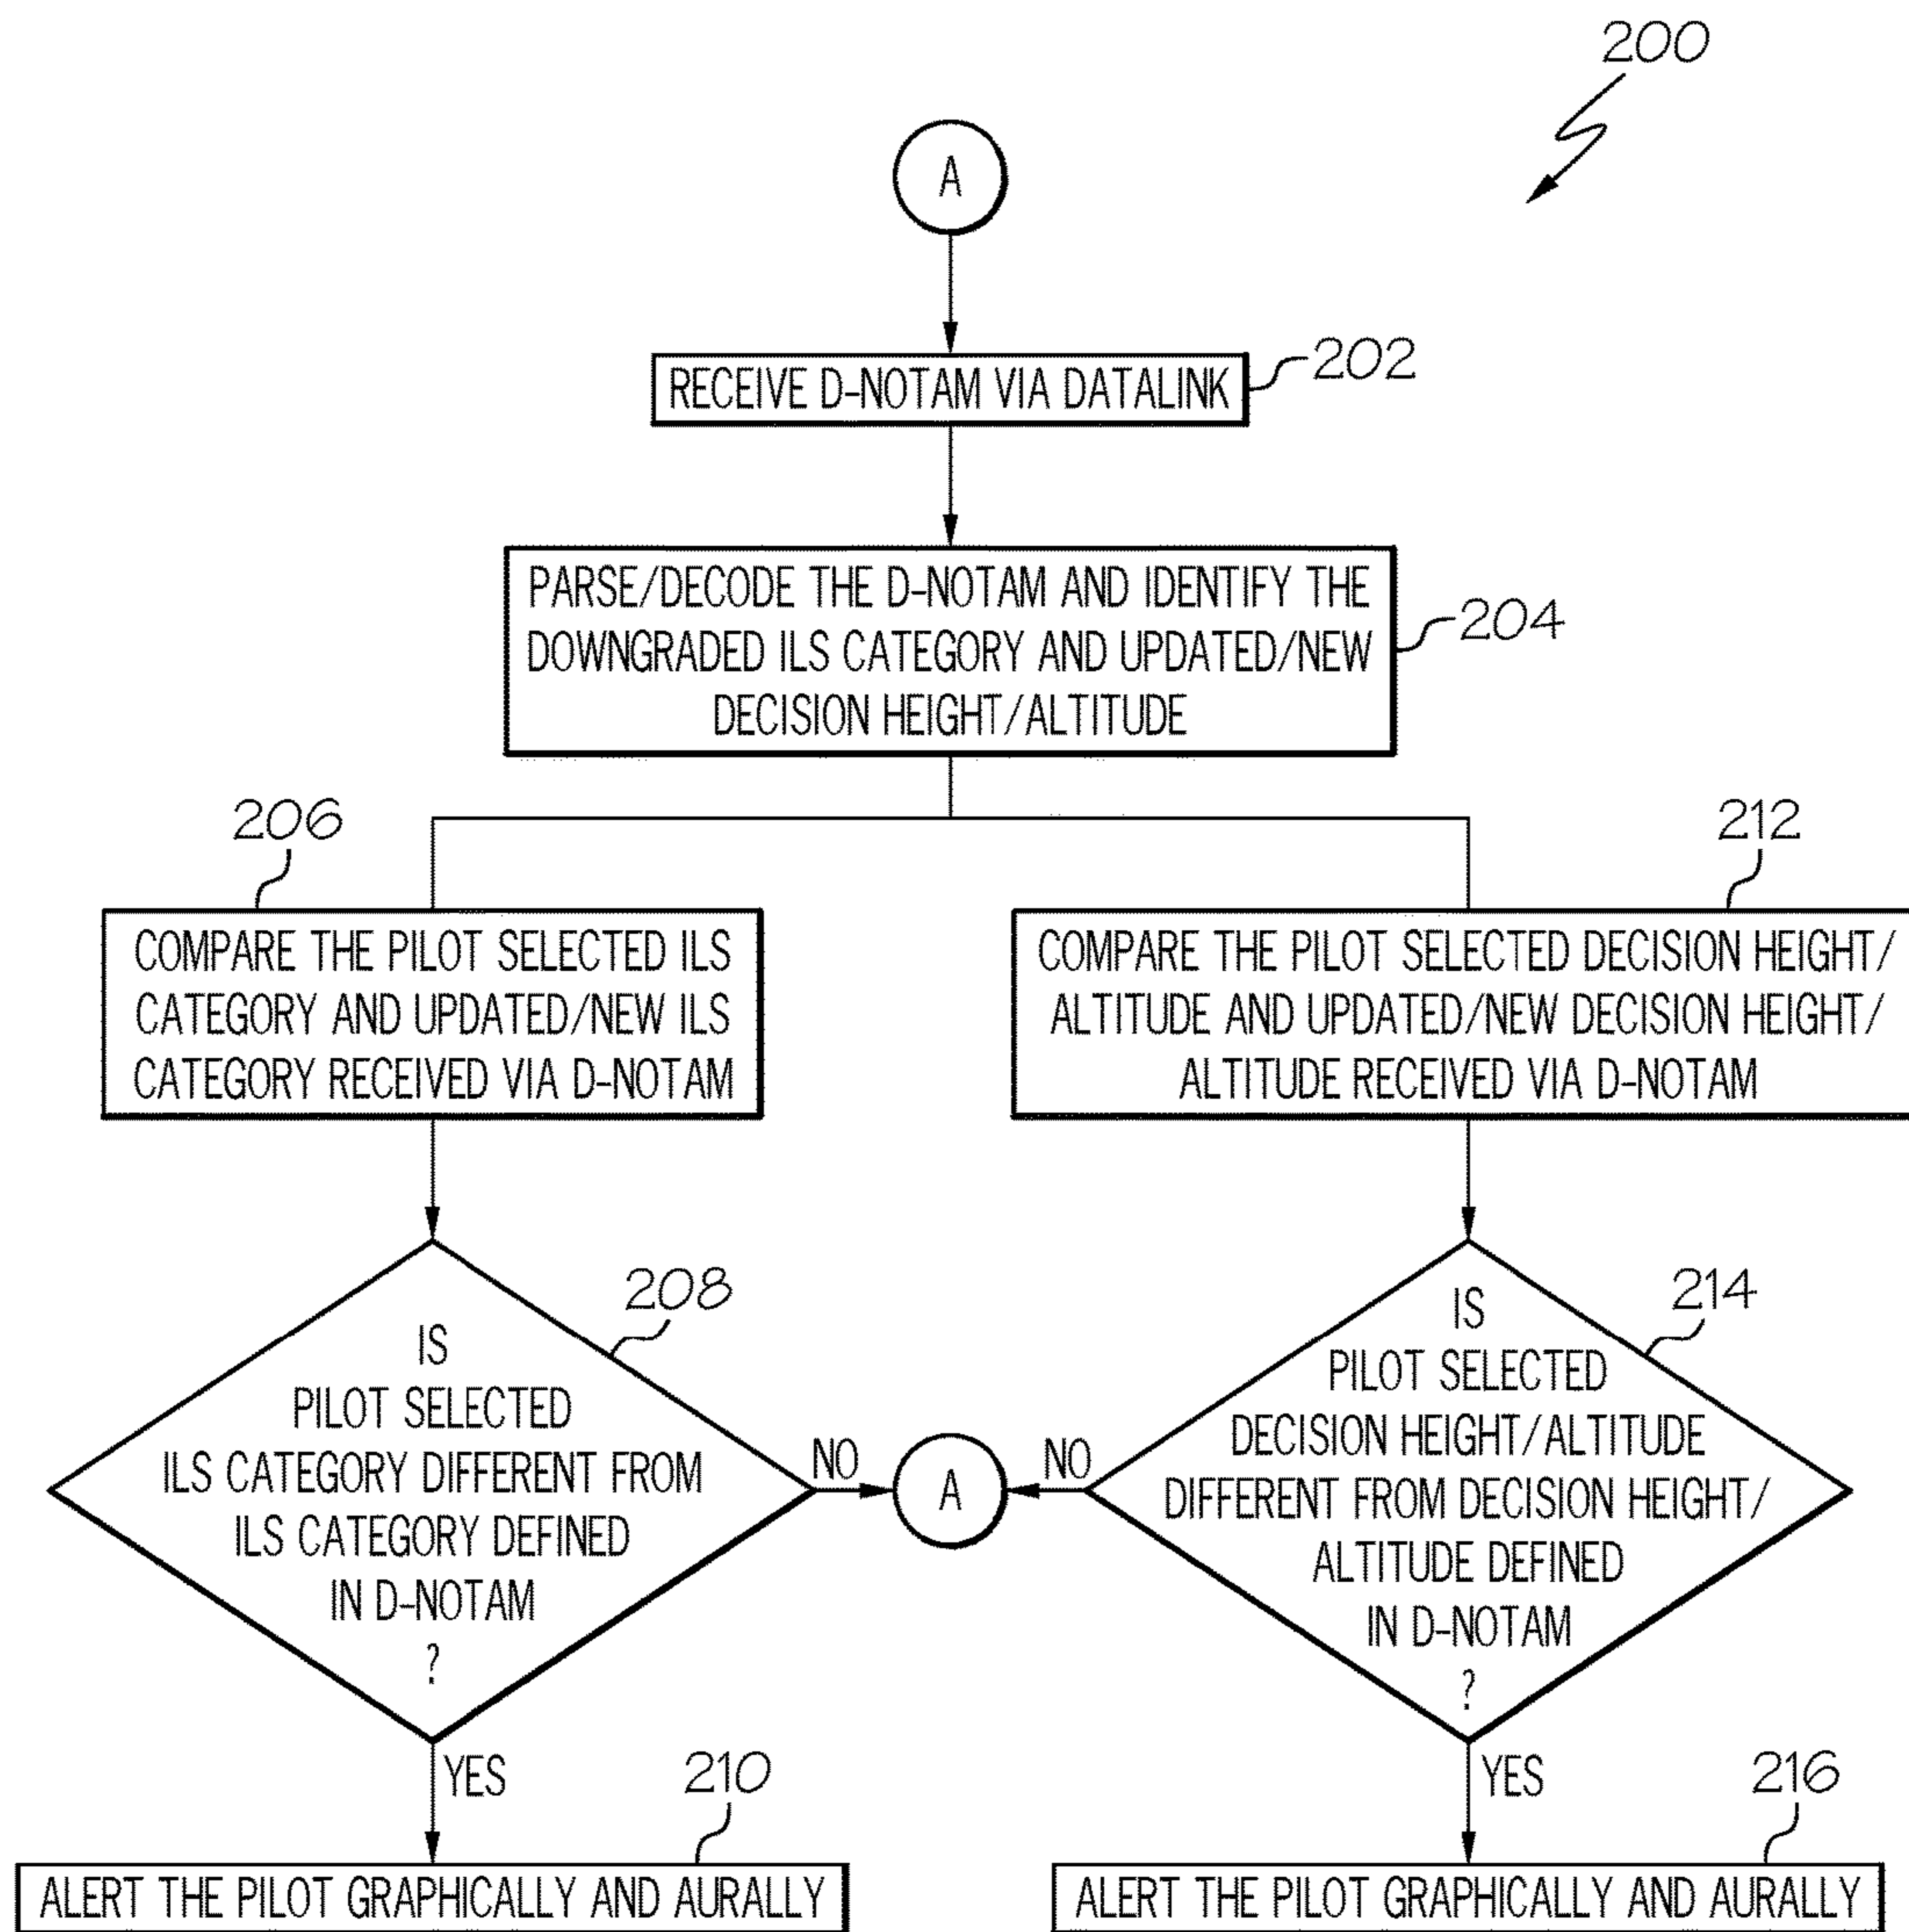 200
A
RECEIVE D-NOTAM VIA DATALINK
202
PARSE/DECODE THE D-NOTAM AND IDENTIFY THE
DOWNGRADED ILS CATEGORY AND UPDATED/NEW
DECISION HEIGHT/ALTITUDE
204
206
COMPARE THE PILOT SELECTED ILS
CATEGORY AND UPDATED/NEW ILS
CATEGORY RECEIVED VIA D-NOTAM
212
COMPARE THE PILOT SELECTED DECISION HEIGHT/
ALTITUDE AND UPDATED/NEW DECISION HEIGHT/
ALTITUDE RECEIVED VIA D-NOTAM
208
IS
PILOT SELECTED
ILS CATEGORY DIFFERENT FROM
ILS CATEGORY DEFINED
IN D-NOTAM
?
NO
A
NO
214
IS
PILOT SELECTED
DECISION HEIGHT/ALTITUDE
DIFFERENT FROM DECISION HEIGHT/
ALTITUDE DEFINED
IN D-NOTAM
?
YES
210
ALERT THE PILOT GRAPHICALLY AND AURALLY
YES
216
ALERT THE PILOT GRAPHICALLY AND AURALLY